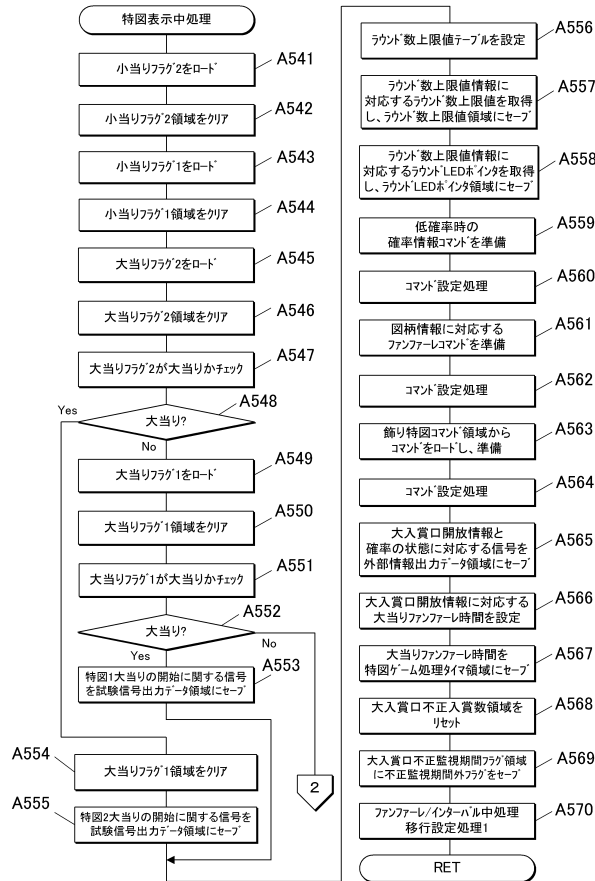 特図表示中処理
小当りフラグ2をロード
A541
小当りフラグ2領域をクリア
A542
小当りフラグ1をロード
A543
小当りフラグ1領域をクリア
A544
大当りフラグ2をロード
A545
大当りフラグ2領域をクリア
A546
大当りフラグ2が大当りかチェック
A547
大当り?
A548
Yes
No
大当りフラグ1をロード
A549
大当りフラグ1領域をクリア
A550
大当りフラグ1が大当りかチェック
A551
大当り?
A552
Yes
No
特図1大当りの開始に関する信号
を試験信号出力データ領域にセーブ
A553
A554
大当りフラグ1領域をクリア
A555
特図2大当りの開始に関する信号を
試験信号出力データ領域にセーブ
2
ラウンド数上限値テーブルを設定
A556
ラウンド数上限値情報に
対応するラウンド数上限値を取得
し、ラウンド数上限値領域にセーブ
A557
ラウンド数上限値情報に
対応するラウンドLEDポインタを取得
し、ラウンドLEDポインタ領域にセーブ
A558
低確率時の
確率情報コマンドを準備
A559
コマンド設定処理
A560
図柄情報に対応する
ファンファーレコマンドを準備
A561
コマンド設定処理
A562
飾り特図コマンド領域から
コマンドをロードし、準備
A563
コマンド設定処理
A564
大入賞口開放情報と
確率の状態に対応する信号を
外部情報出力データ領域にセーブ
A565
大入賞口開放情報に対応する
大当りファンファーレ時間を設定
A566
大当りファンファーレ時間を
特図ゲーム処理タイマ領域にセーブ
A567
大入賞口不正入賞数領域を
リセット
A568
大入賞口不正監視期間フラグ領域
に不正監視期間外フラグをセーブ
A569
ファンファーレ/インターバル中処理
移行設定処理1
A570
RET